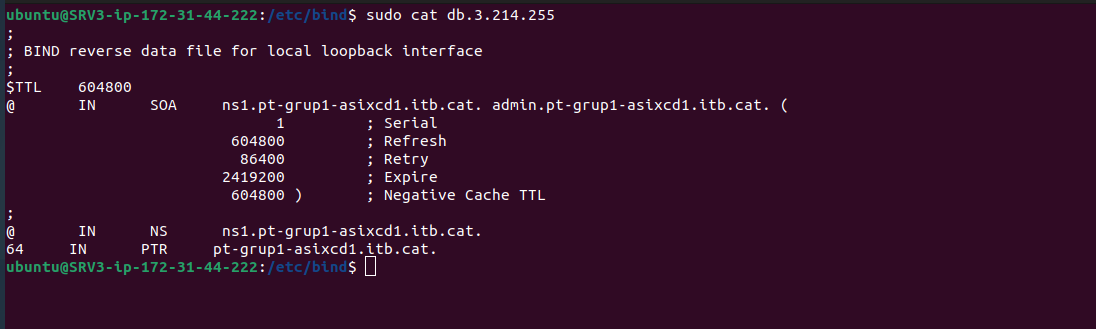 ubuntu@SRV3-ip-172-31-44-222:/etc/bind$ sudo cat db.3.214.255
;
; BIND reverse data file for local loopback interface
;
$TTL    604800
@       IN      SOA     ns1.pt-grup1-asixcd1.itb.cat. admin.pt-grup1-asixcd1.itb.cat. (
                              1         ; Serial
                         604800         ; Refresh
                          86400         ; Retry
                        2419200         ; Expire
                         604800 )       ; Negative Cache TTL
;
@       IN      NS      ns1.pt-grup1-asixcd1.itb.cat.
64     IN      PTR     pt-grup1-asixcd1.itb.cat.
ubuntu@SRV3-ip-172-31-44-222:/etc/bind$